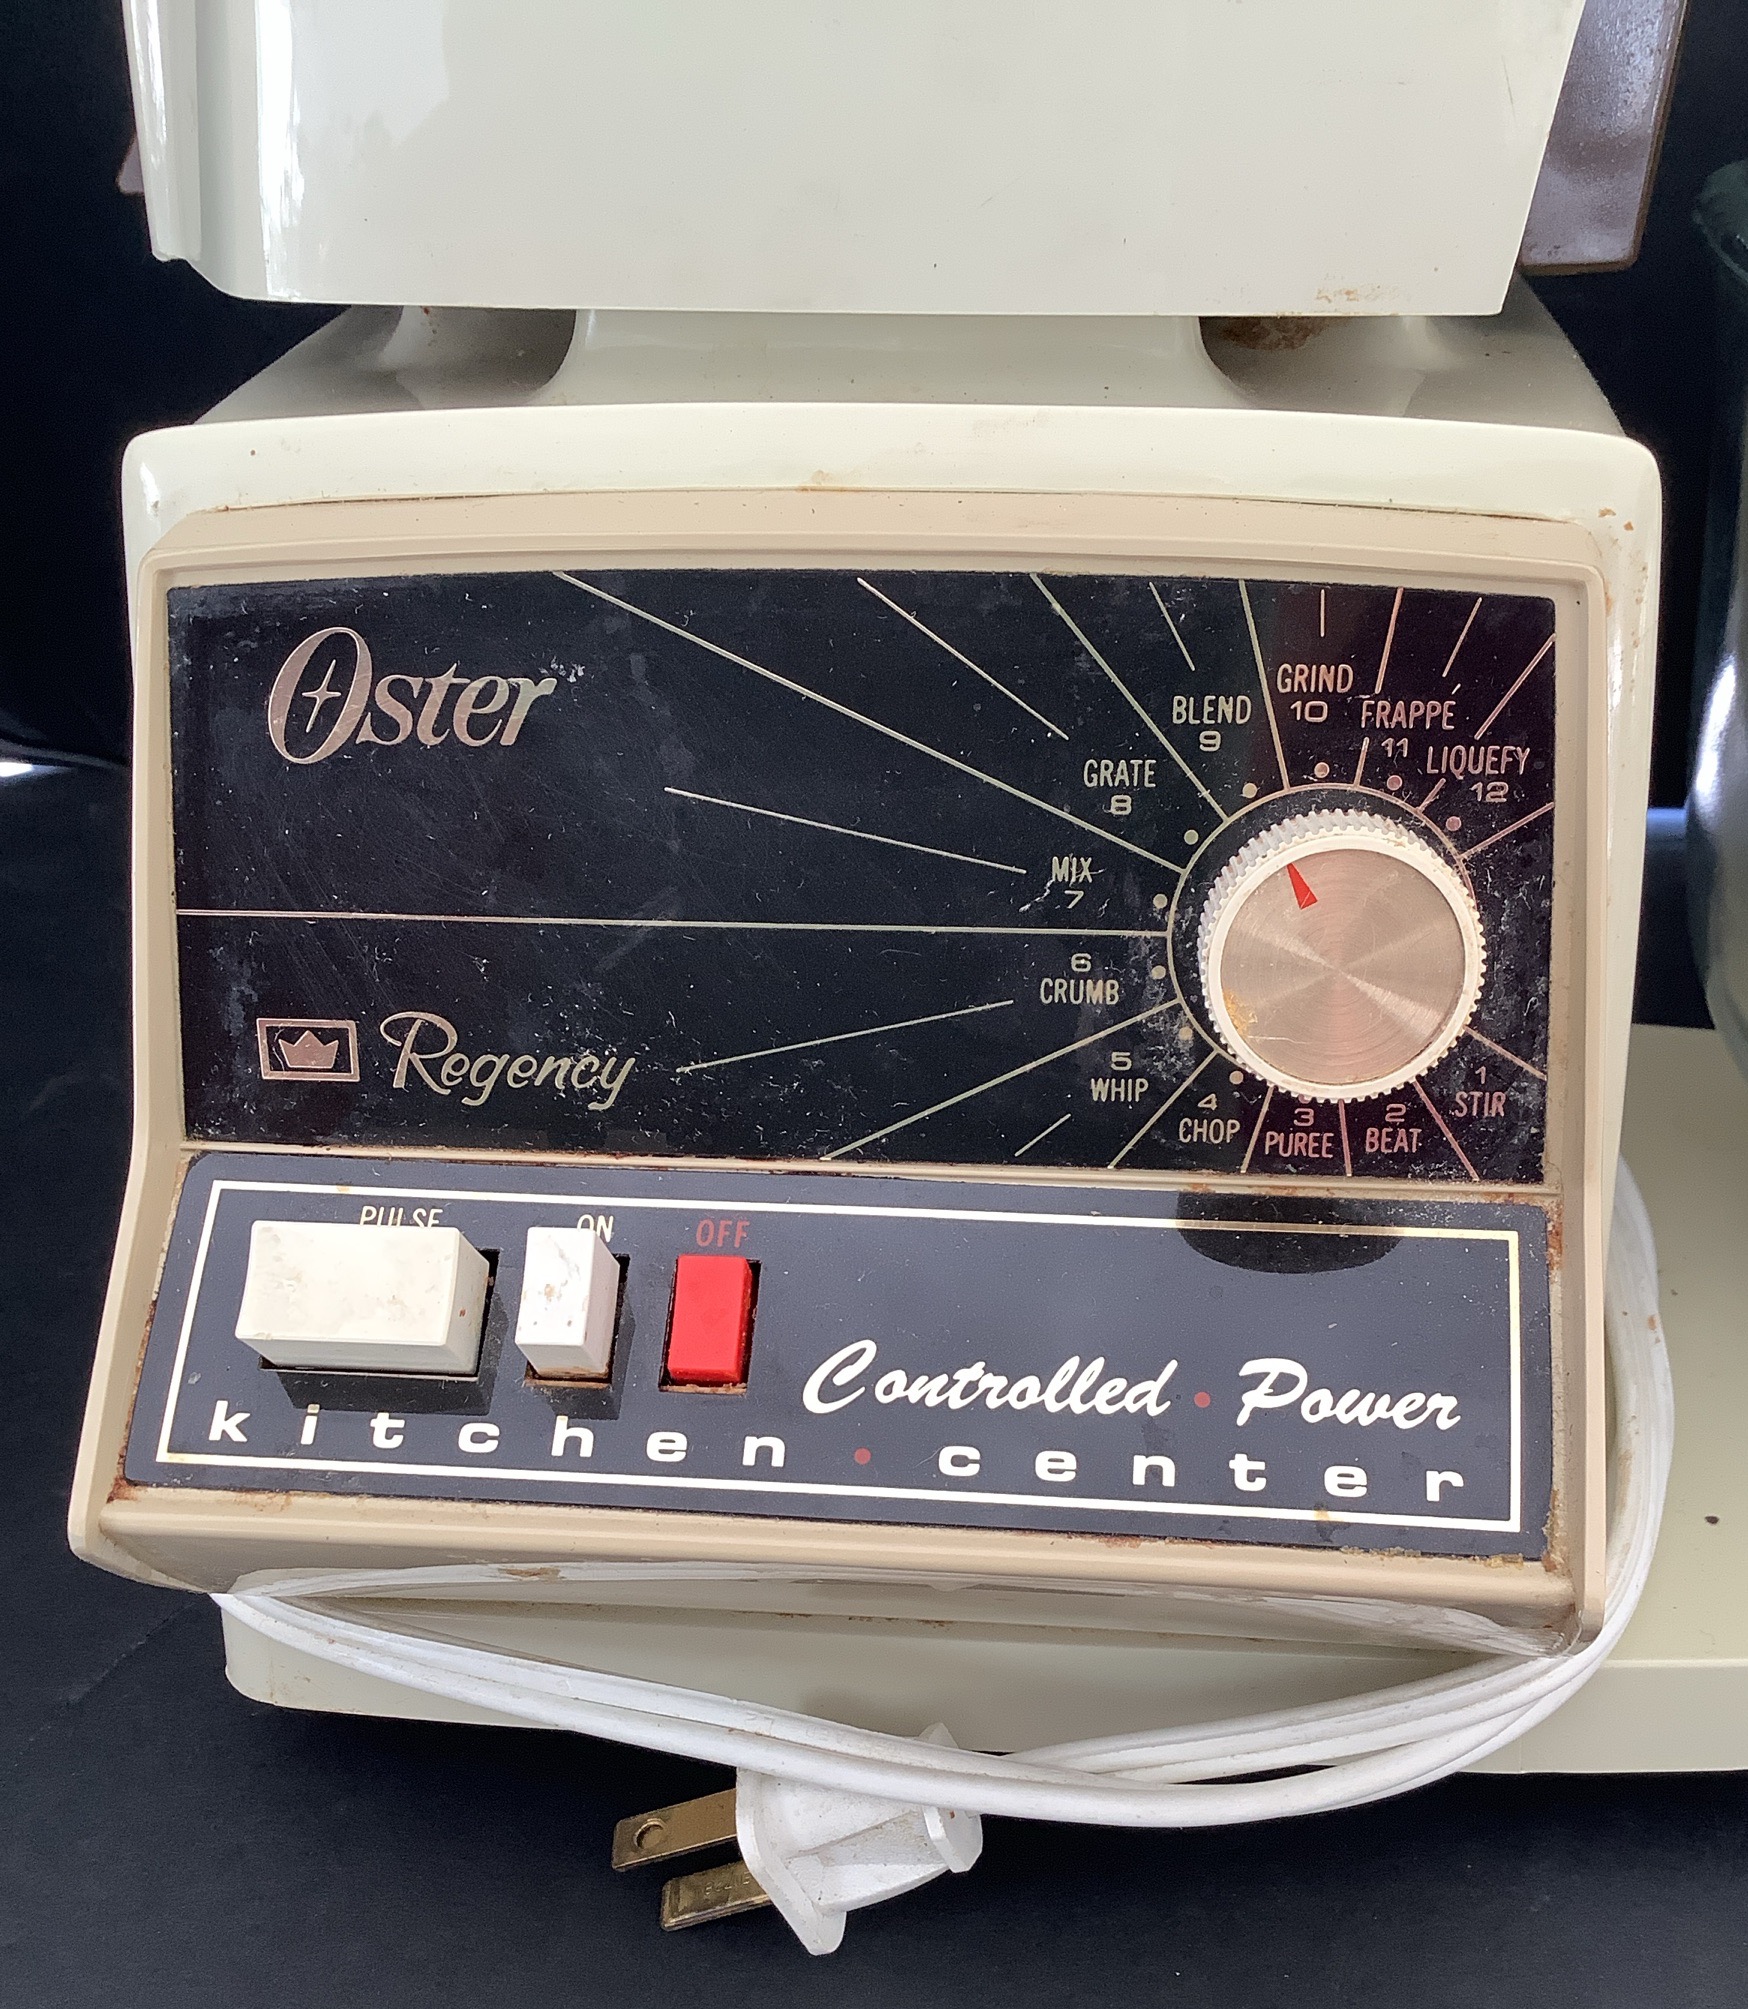 Oster
Regency
GRIND
10
FRAPPÉ
11
LIQUEFY
12
BLEND
9
GRATE
8
MIX
7
6
CRUMB
5
WHIP
4
CHOP
3
PUREE
2
BEAT
1
STIR
PULSE
ON
OFF
Controlled • Power
kitchen • center